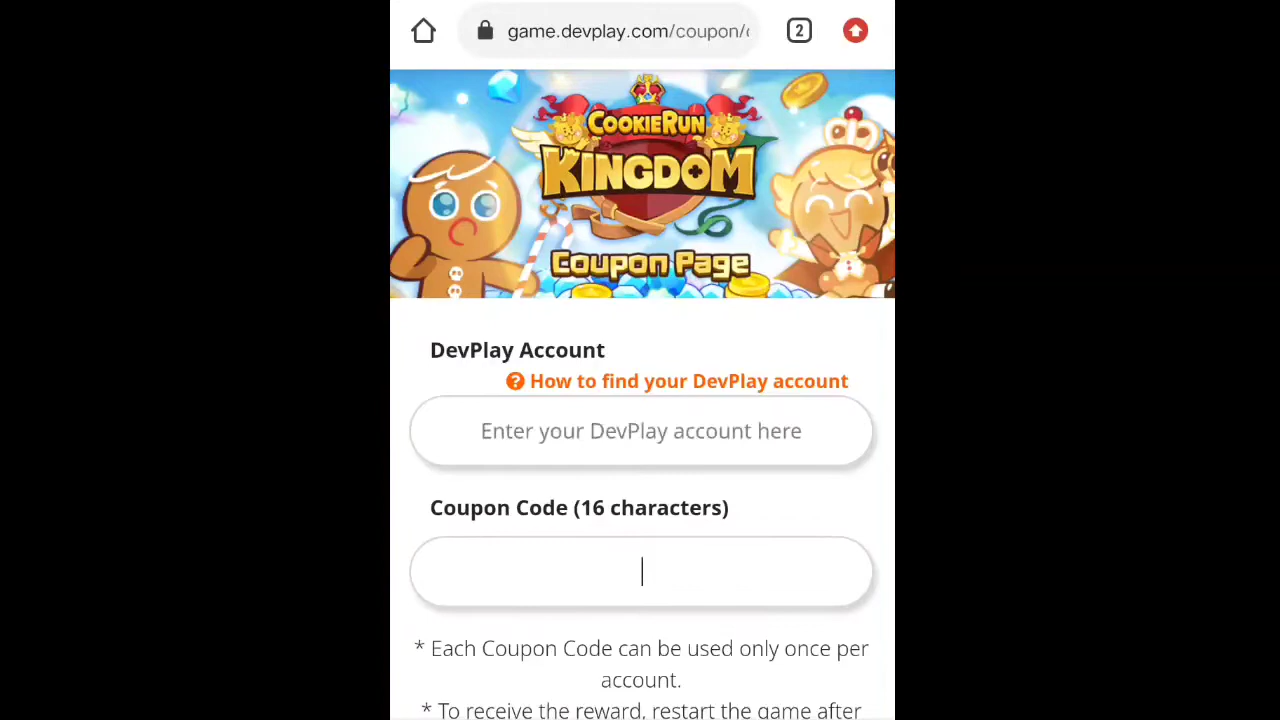 game.devplay.com/coupon/
2
COOKIERUN
KINGDOM
Coupon Page
DevPlay Account
? How to find your DevPlay account
Enter your DevPlay account here
Coupon Code (16 characters)
* Each Coupon Code can be used only once per
account.
* To receive the reward, restart the game after